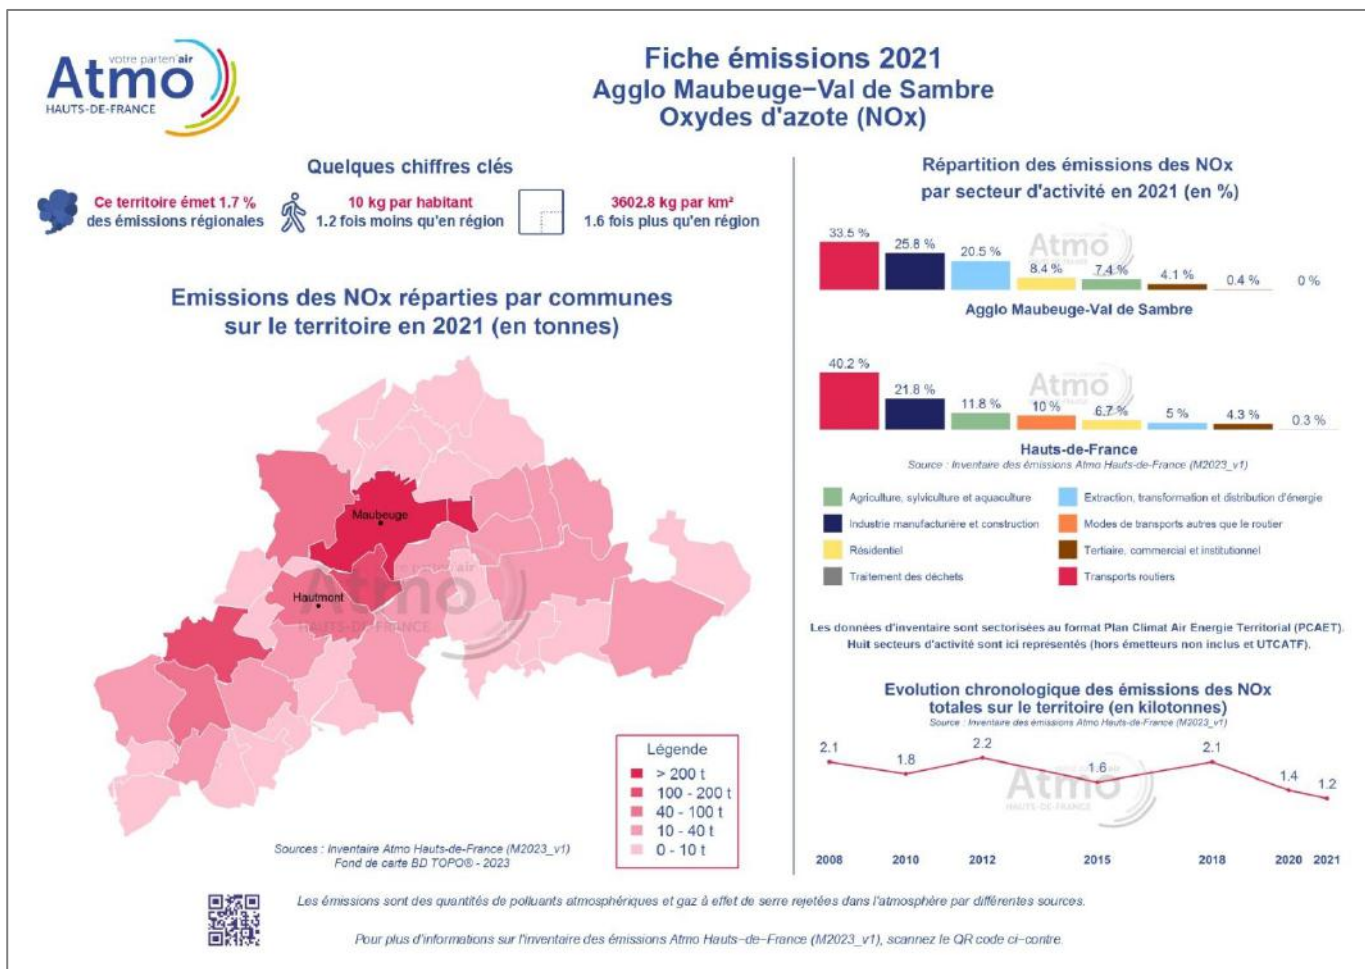 votre parten'air
Atmo
HAUTS-DE-FRANCE
Fiche émissions 2021
Agglo Maubeuge-Val de Sambre
Oxydes d'azote (NOx)
Quelques chiffres clés
Ce territoire émet 1.7 %
des émissions régionales
10 kg par habitant
1.2 fois moins qu'en région
3602.8 kg par km²
1.6 fois plus qu'en région
Emissions des NOx réparties par communes
sur le territoire en 2021 (en tonnes)
Maubeuge
Hautmont
Atmo
HAUTS-DE-FRANCE
Légende
> 200 t
100 - 200 t
40 - 100 t
10 - 40 t
0 - 10 t
Sources : Inventaire Atmo Hauts-de-France (M2023_v1)
Fond de carte BD TOPO® - 2023
Répartition des émissions des NOx
par secteur d'activité en 2021 (en %)
Atmo
33.5 % 25.8 % 20.5 % 8.4 % 7.4 % 4.1 % 0.4 % 0 %
Agglo Maubeuge-Val de Sambre
Atmo
40.2 % 21.8 % 11.8 % 10 % 6.7 % 5 % 4.3 % 0.3 %
Hauts-de-France
Source : Inventaire des émissions Atmo Hauts-de-France (M2023_v1)
Agriculture, sylviculture et aquaculture
Extraction, transformation et distribution d'énergie
Industrie manufacturière et construction
Modes de transports autres que le routier
Résidentiel
Tertiaire, commercial et institutionnel
Traitement des déchets
Transports routiers
Les données d'inventaire sont sectorisées au format Plan Climat Air Energie Territorial (PCAET).
Huit secteurs d'activité sont ici représentés (hors émetteurs non inclus et UTCATF).
Evolution chronologique des émissions des NOx
totales sur le territoire (en kilotonnes)
Source : Inventaire des émissions Atmo Hauts-de-France (M2023_v1)
2.1 1.8 2.2 1.6 2.1 1.4 1.2
Atmo
HAUTS-DE-FRANCE
2008 2010 2012 2015 2018 2020 2021
Les émissions sont des quantités de polluants atmosphériques et gaz à effet de serre rejetées dans l'atmosphère par différentes sources.
Pour plus d'informations sur l'inventaire des émissions Atmo Hauts-de-France (M2023_v1), scannez le QR code ci-contre.